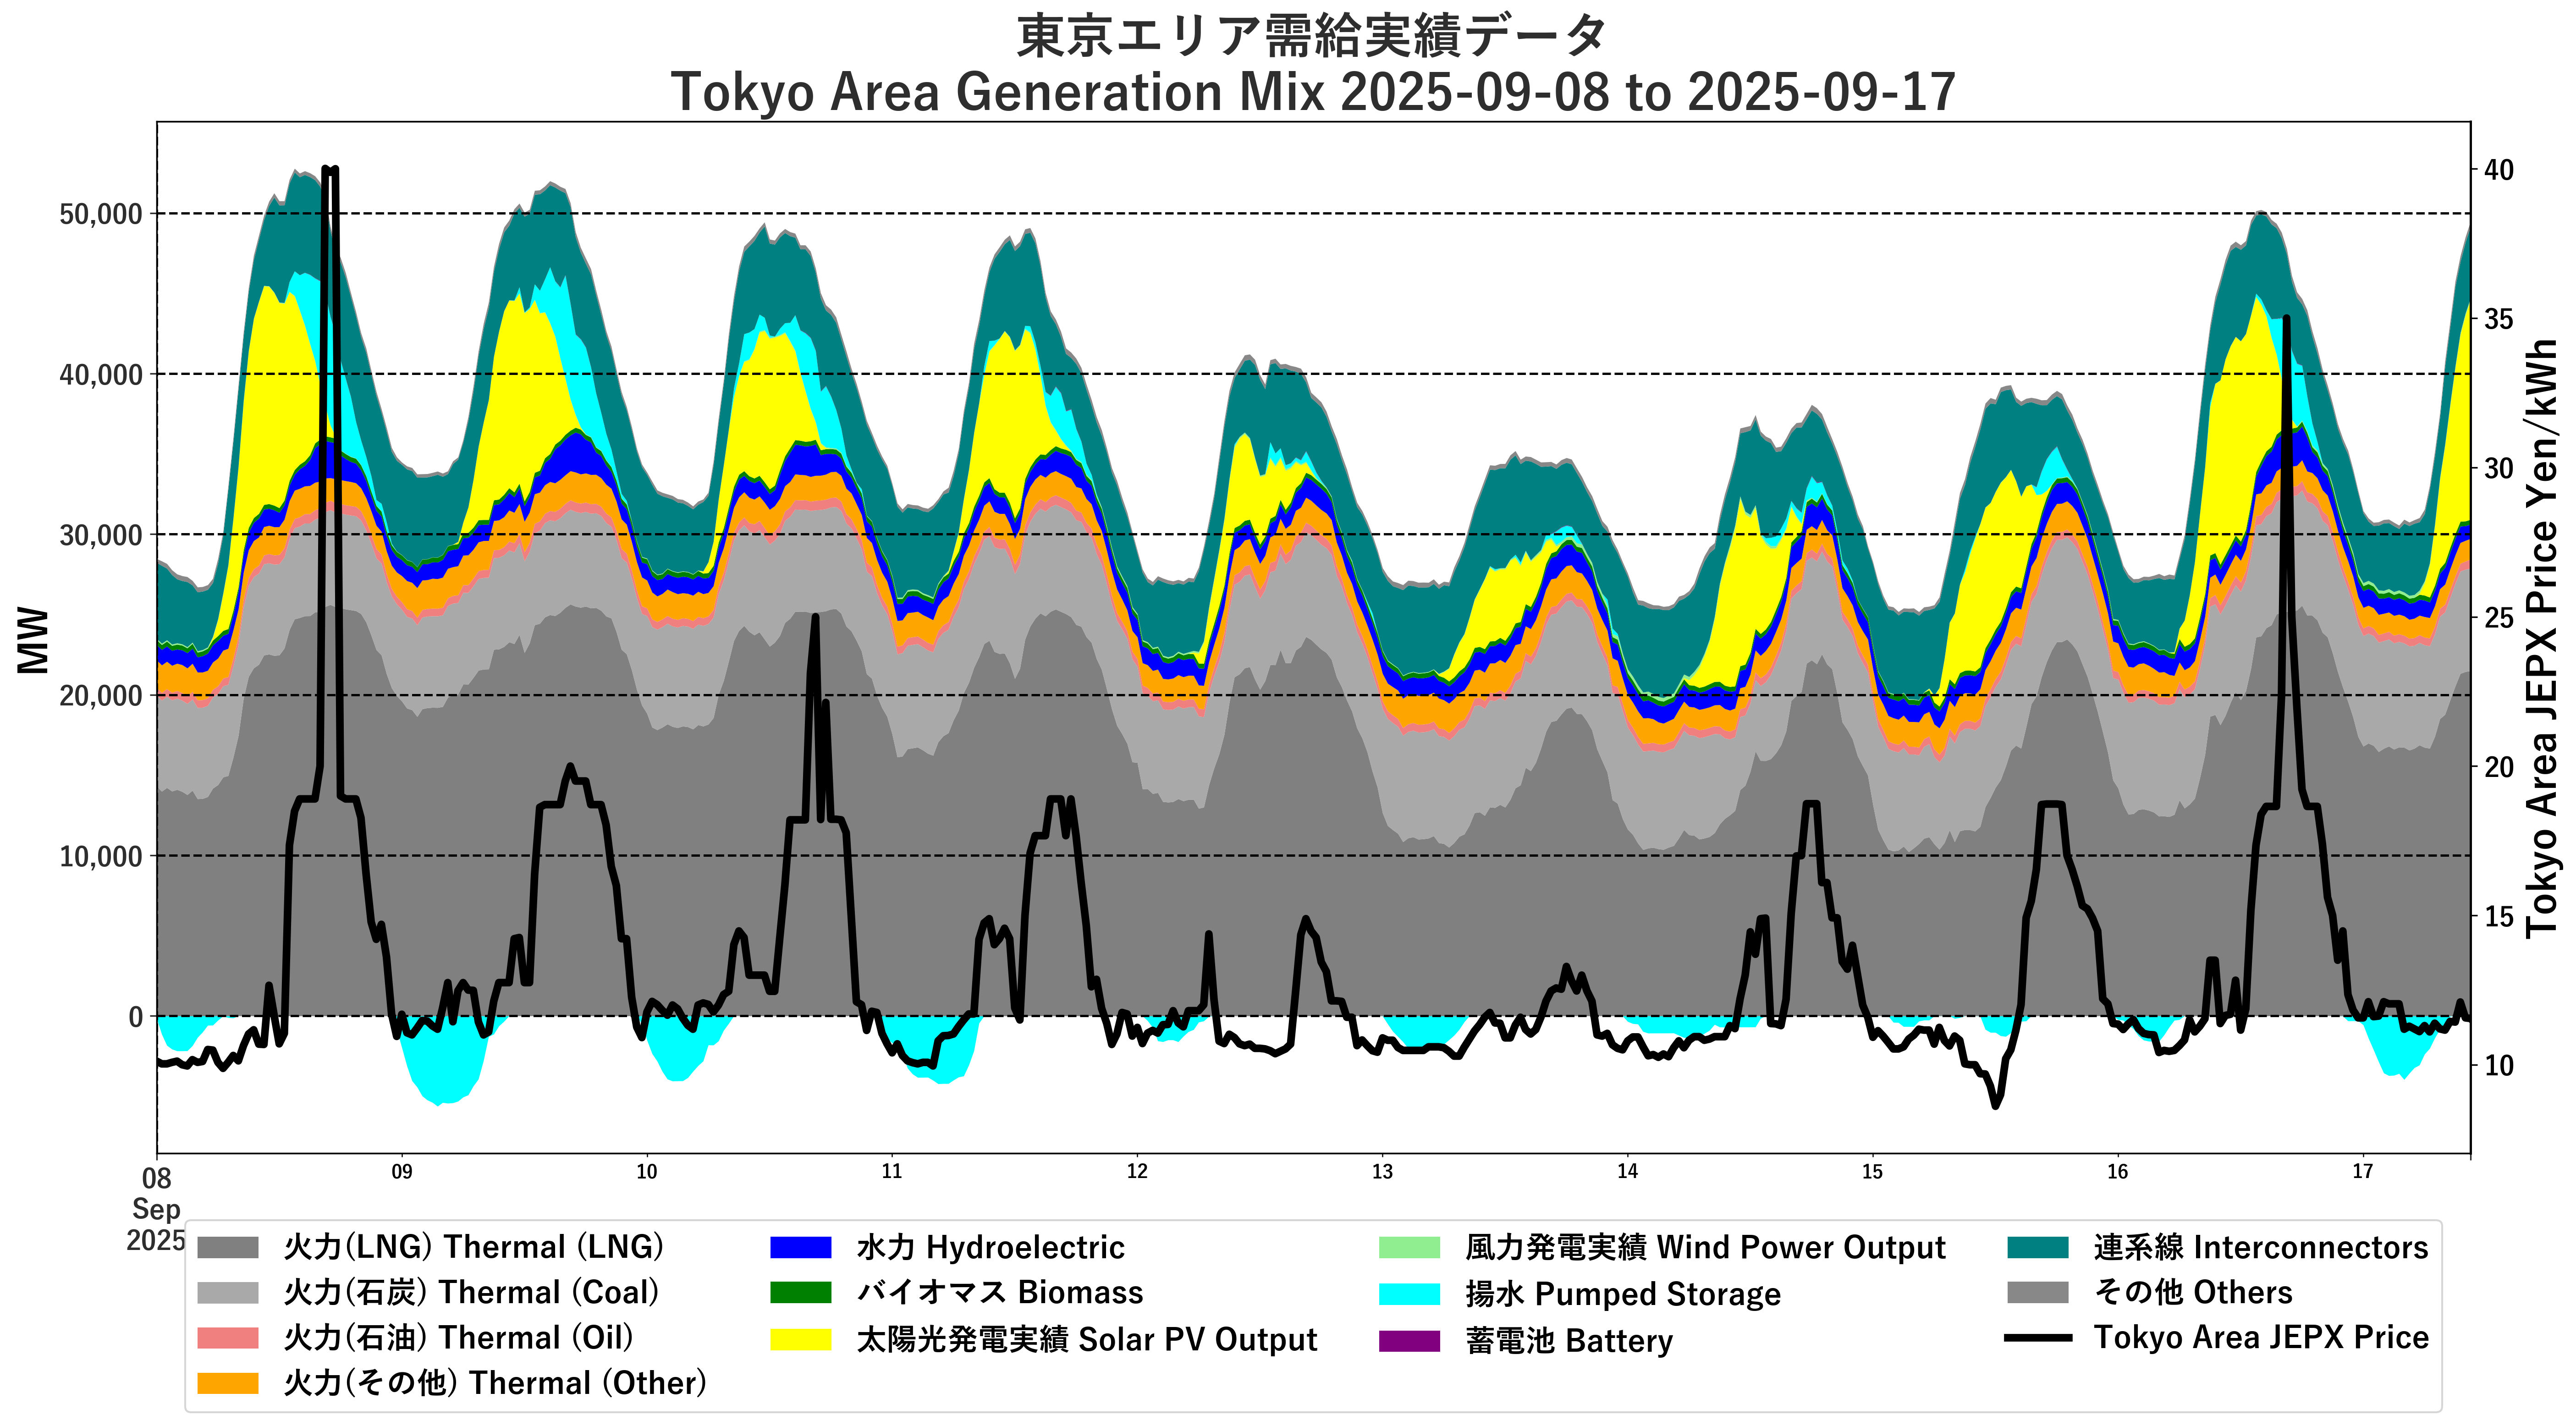 東京エリア需給実績データ
Tokyo Area Generation Mix 2025-09-08 to 2025-09-17
MW
50,000
40,000
30,000
20,000
10,000
0
40
35
30
25
20
15
10
Tokyo Area JEPX Price Yen/kWh
08
Sep
2025
09
10
11
12
13
14
15
16
17
火力(LNG) Thermal (LNG)
火力(石炭) Thermal (Coal)
火力(石油) Thermal (Oil)
火力(その他) Thermal (Other)
水力 Hydroelectric
バイオマス Biomass
太陽光発電実績 Solar PV Output
風力発電実績 Wind Power Output
揚水 Pumped Storage
蓄電池 Battery
連系線 Interconnectors
その他 Others
Tokyo Area JEPX Price